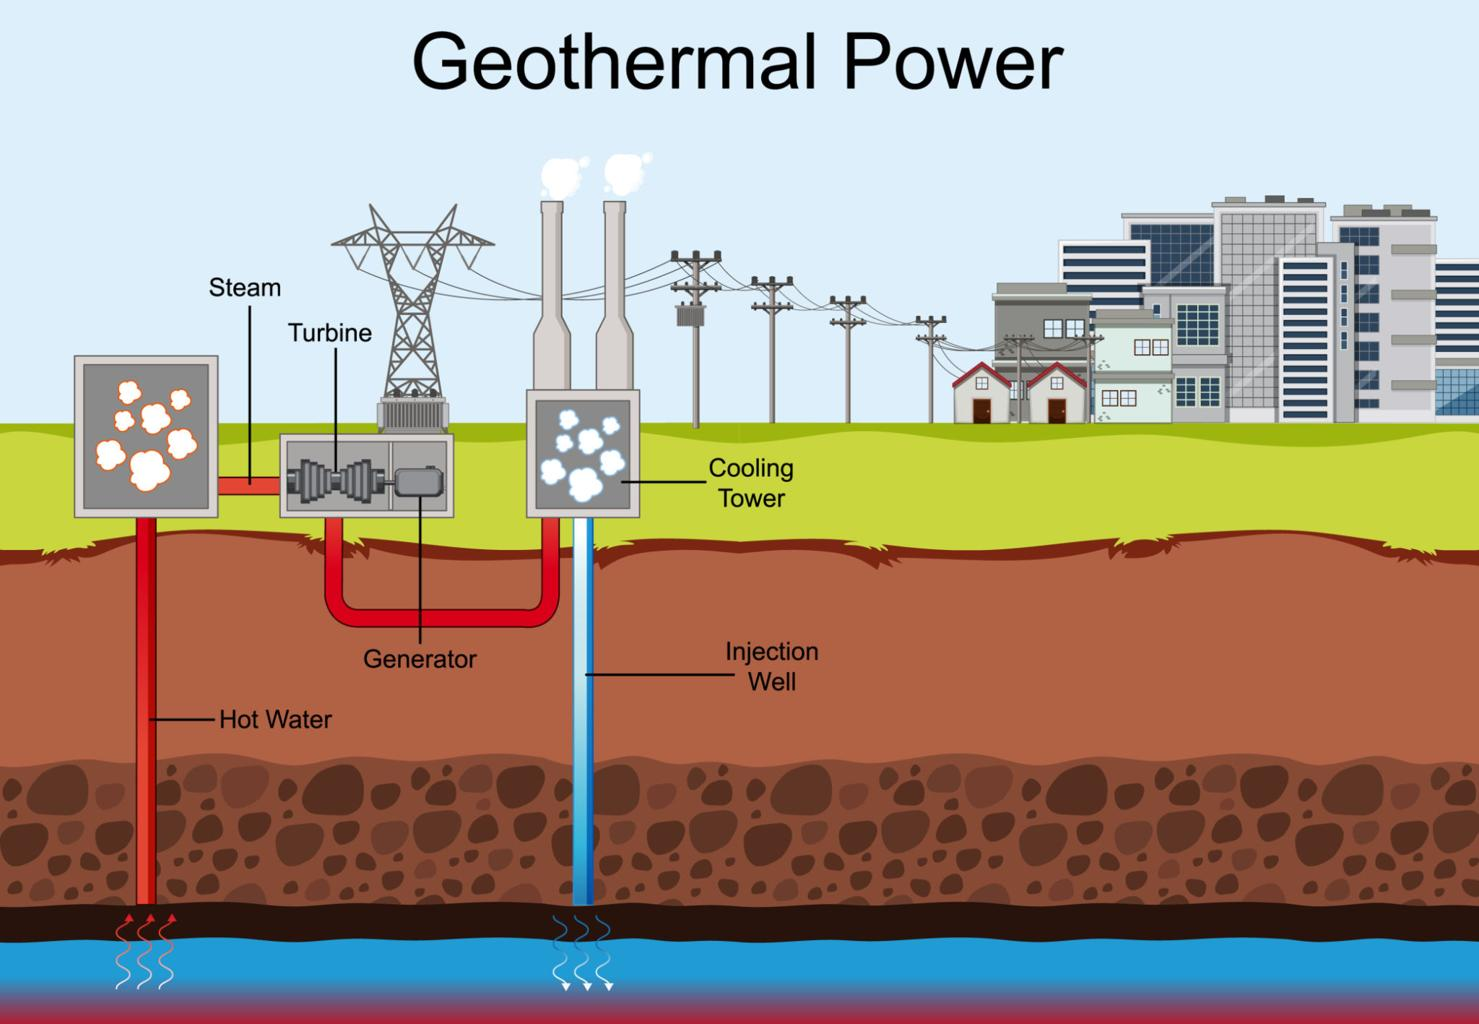 Geothermal Power
Steam
Turbine
Cooling
Tower
Generator
Injection
Well
Hot Water